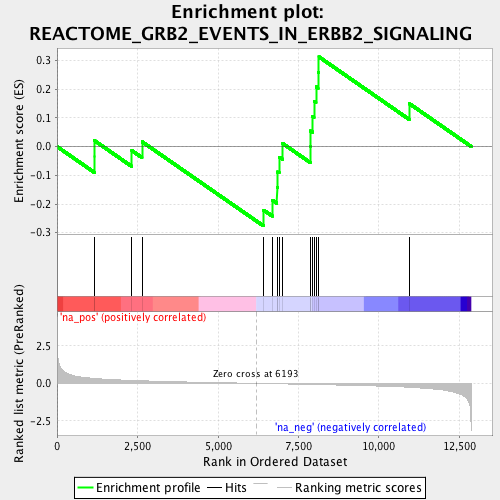 Enrichment plot:
REACTOME_GRB2_EVENTS_IN_ERBB2_SIGNALING
Enrichment score (ES)
0.3
0.2
0.1
0.0
-0.1
-0.2
-0.3
'na_pos' (positively correlated)
Ranked list metric (PreRanked)
2.5
0.0
-2.5
Zero cross at 6193
'na_neg' (negatively correlated)
0
2,500
5,000
7,500
10,000
12,500
Rank in Ordered Dataset
Enrichment profile
Hits
Ranking metric scores